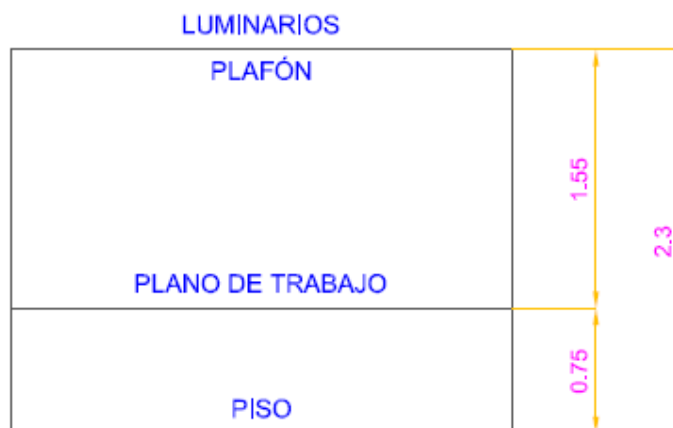 LUMINARIOS
PLAFÓN
1.55
2.3
PLANO DE TRABAJO
0.75
PISO